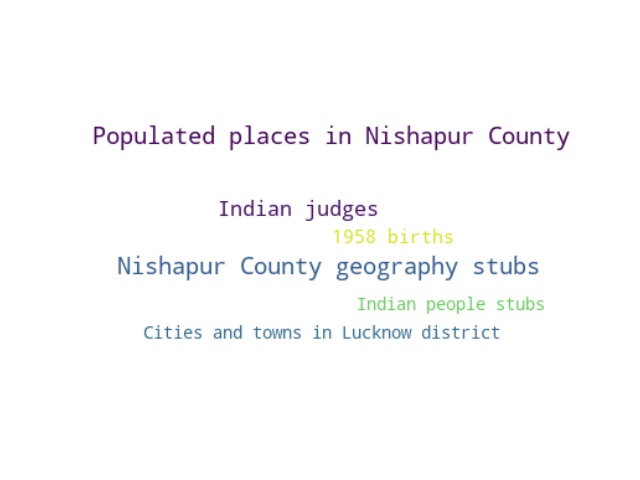 Populated places in Nishapur County
Indian judges
1958 births
Nishapur County geography stubs
Indian people stubs
Cities and towns in Lucknow district